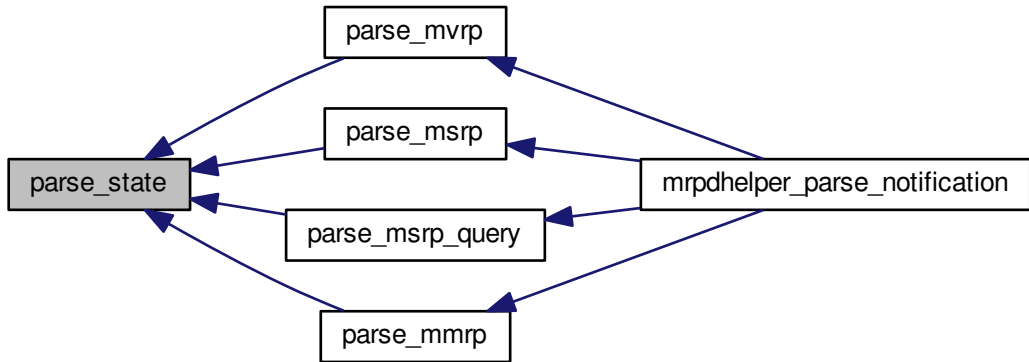 parse_mvrp
parse_msrp
parse_state
mrpdhelper_parse_notification
parse_msrp_query
parse_mmrp